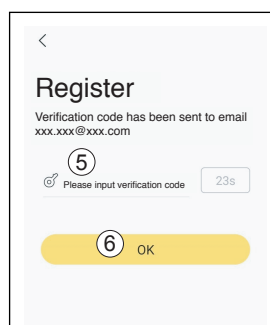 <
Register
Verification code has been sent to email
xxx.xxx@xxx.com
5
Please input verification code
23s
6
OK